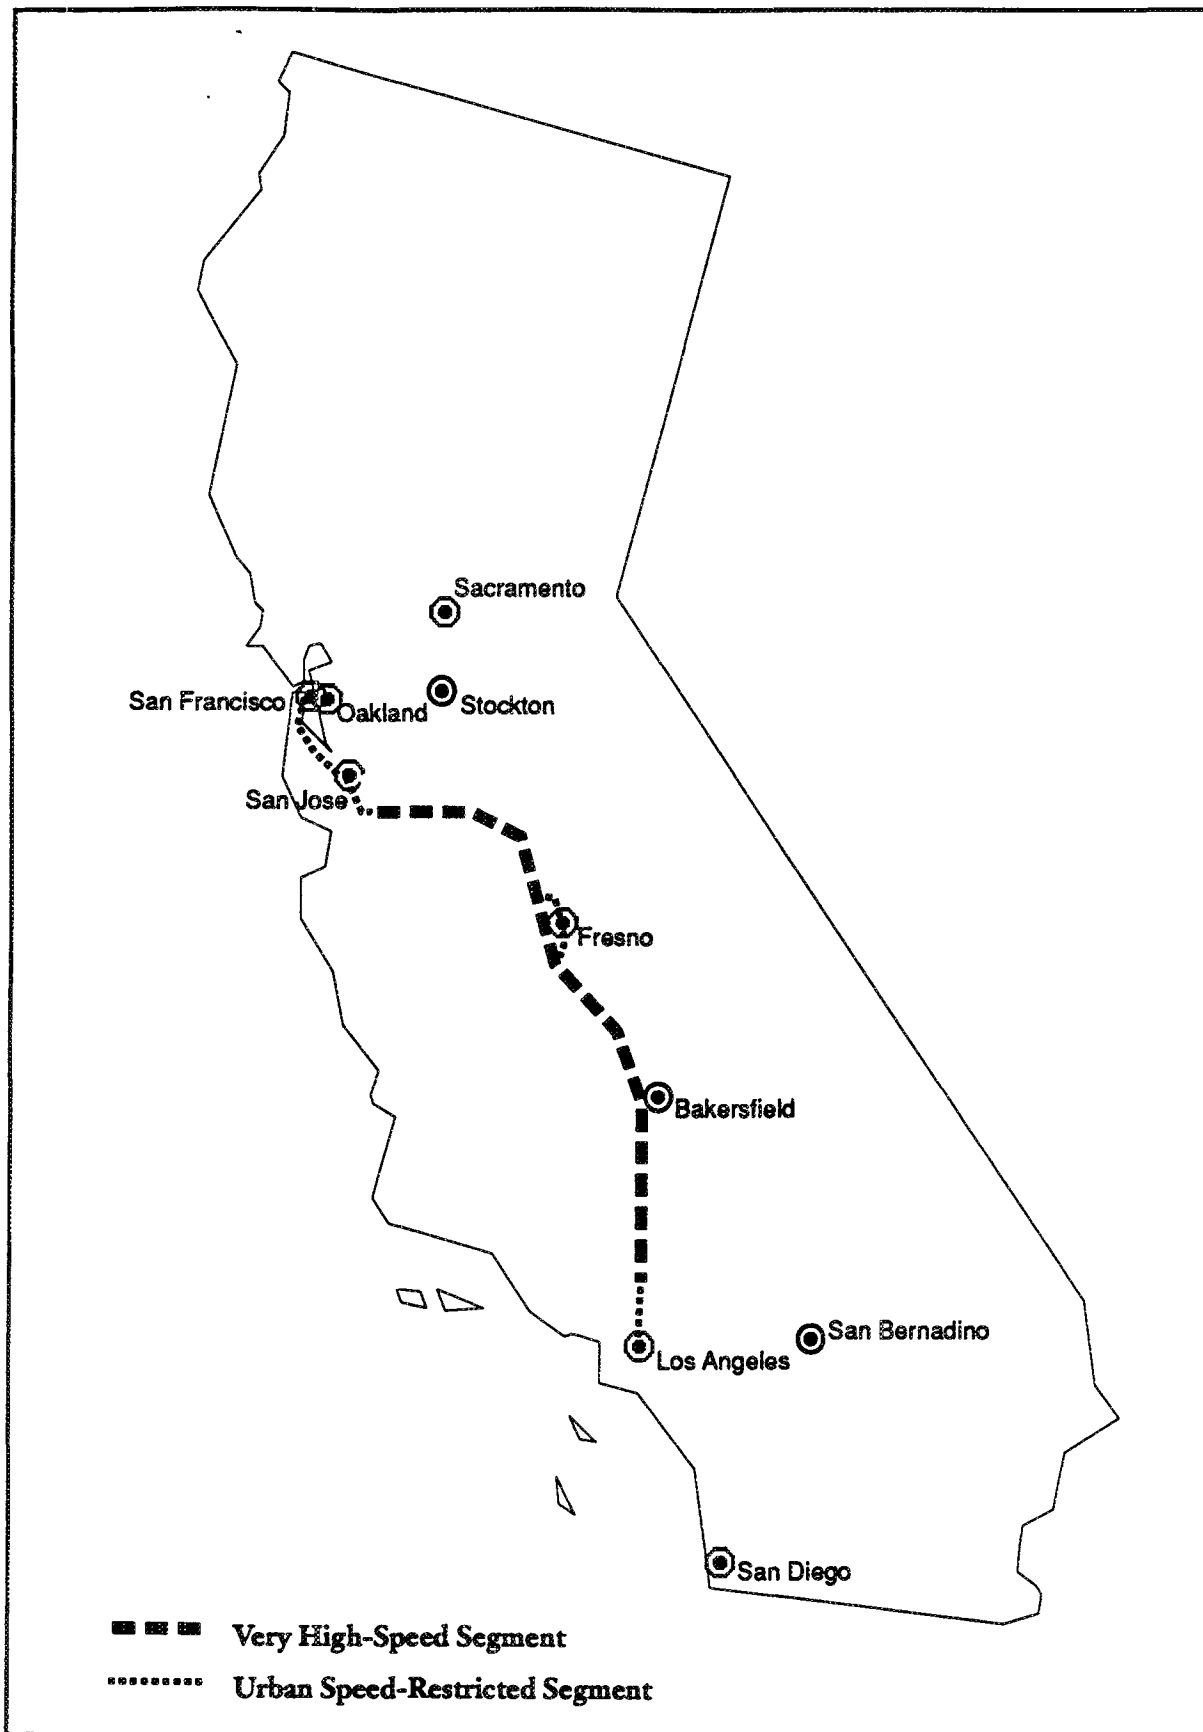 Sacramento
San Francisco
Oakland
Stockton
San Jose
Fresno
Bakersfield
San Bernadino
Los Angeles
San Diego
Very High-Speed Segment
Urban Speed-Restricted Segment